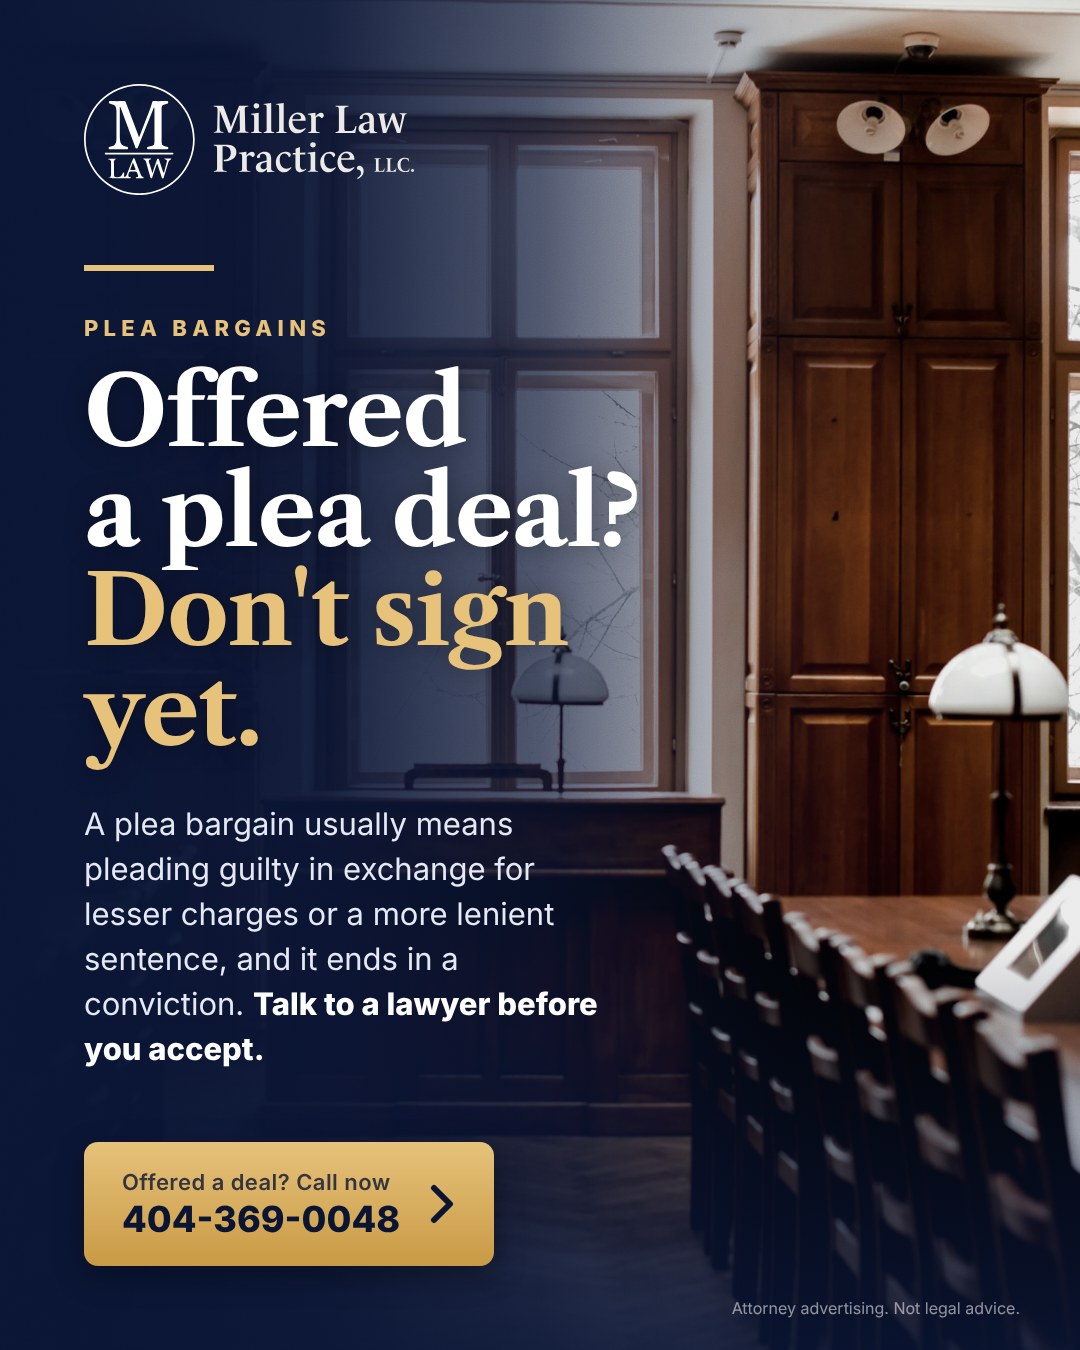 M
LAW
Miller Law
Practice, LLC.
PLEA BARGAINS
Offered
a plea deal?
Don't sign
yet.
A plea bargain usually means
pleading guilty in exchange for
lesser charges or a more lenient
sentence, and it ends in a
conviction. Talk to a lawyer before
you accept.
Offered a deal? Call now
404-369-0048
Attorney advertising. Not legal advice.